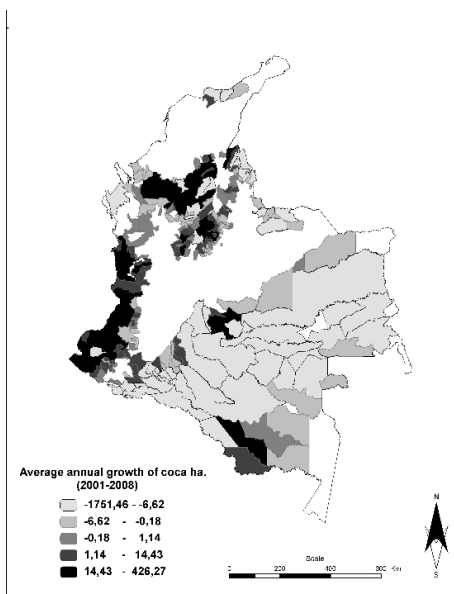 Average annual growth of coca ha.
(2001-2008)
-1751,46 - -6,62
-6,62 - -0,18
-0,18 - 1,14
1,14 - 14,43
14,43 - 426,27
N
S
Scale
0 200 400 800 Km